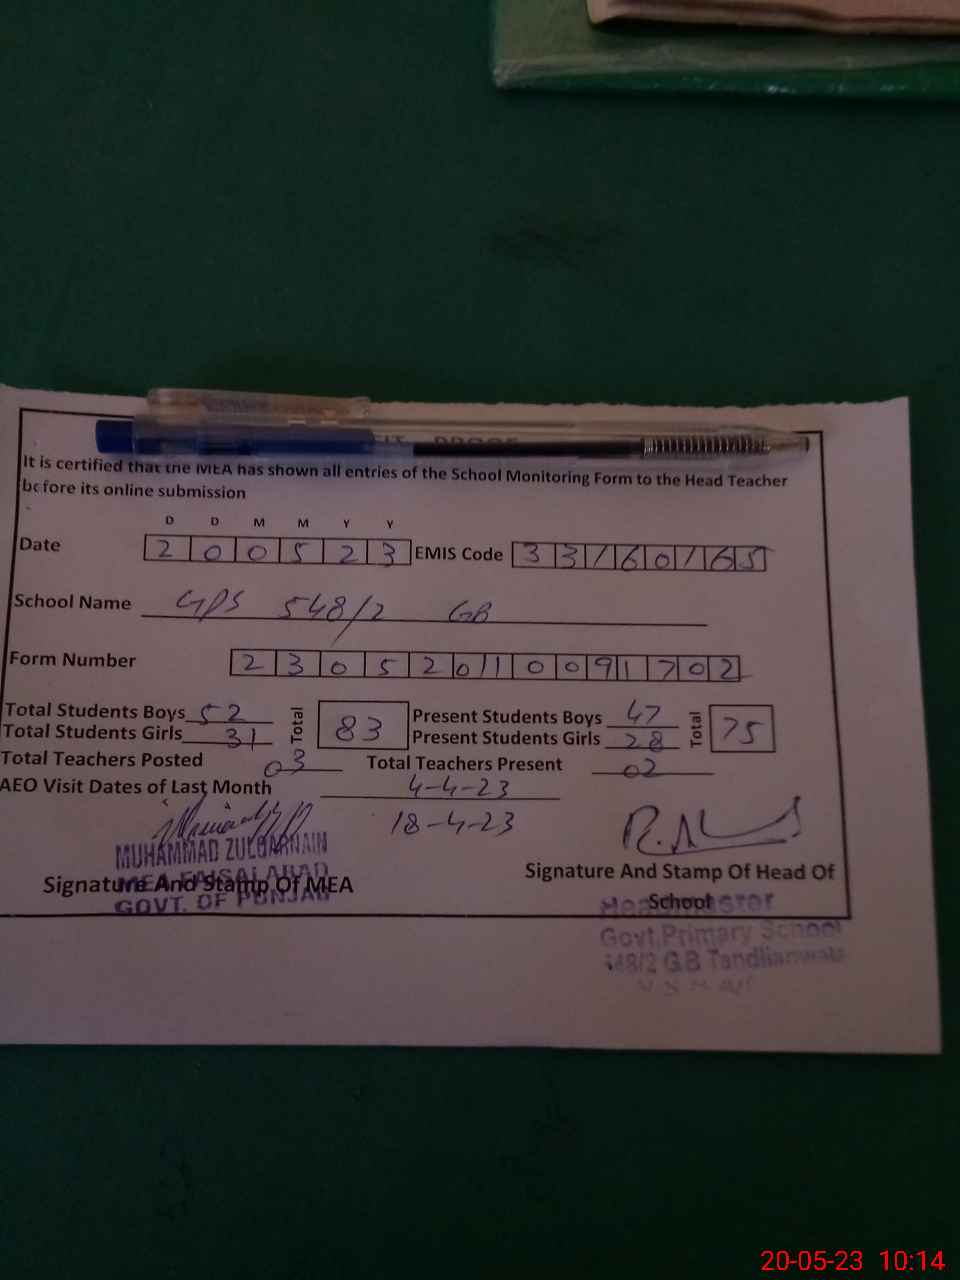 It is certified that the MEA has shown all entries of the School Monitoring Form to the Head Teacher
before its online submission
D D M M Y Y
Date 2 0 0 5 2 3 EMIS Code 3 3 1 6 0 1 6 5
School Name GPS 548/2 GB
Form Number 2 3 0 5 2 0 1 0 0 9 1 7 0 2
Total Students Boys 52 Total 83 Present Students Boys 47 Total 75
Total Students Girls 31 Present Students Girls 28
Total Teachers Posted 03 Total Teachers Present 02
AEO Visit Dates of Last Month 4-4-23
18-4-23
MUHAMMAD ZULQARNAIN
MEA FAISALABAD
Signature And Stamp Of MEA
GOVT. OF PUNJAB
Signature And Stamp Of Head Of
School
Headmaster
Govt. Primary School
548/2 G.B Tandlianwala
20-05-23 10:14